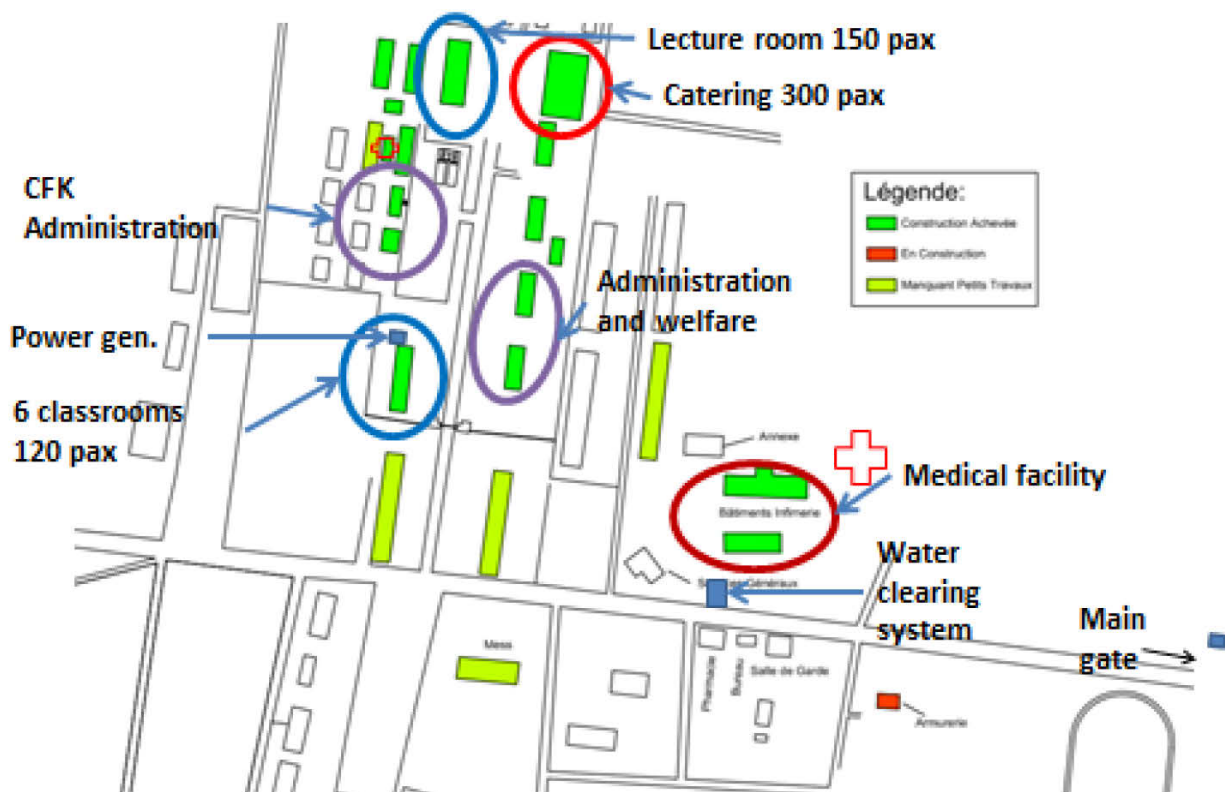 Lecture room 150 pax
Catering 300 pax
CFK
Administration
Légende:
Construction Achevée
En Construction
Manquant Petits Travaux
Administration
and welfare
Power gen.
6 classrooms
120 pax
Annexe
Medical facility
Bâtiments Infirmerie
Water
clearing
system
Généraux
Main
gate
Mess
Pharmacie
Bureau
Salle de Garde
Armurerie